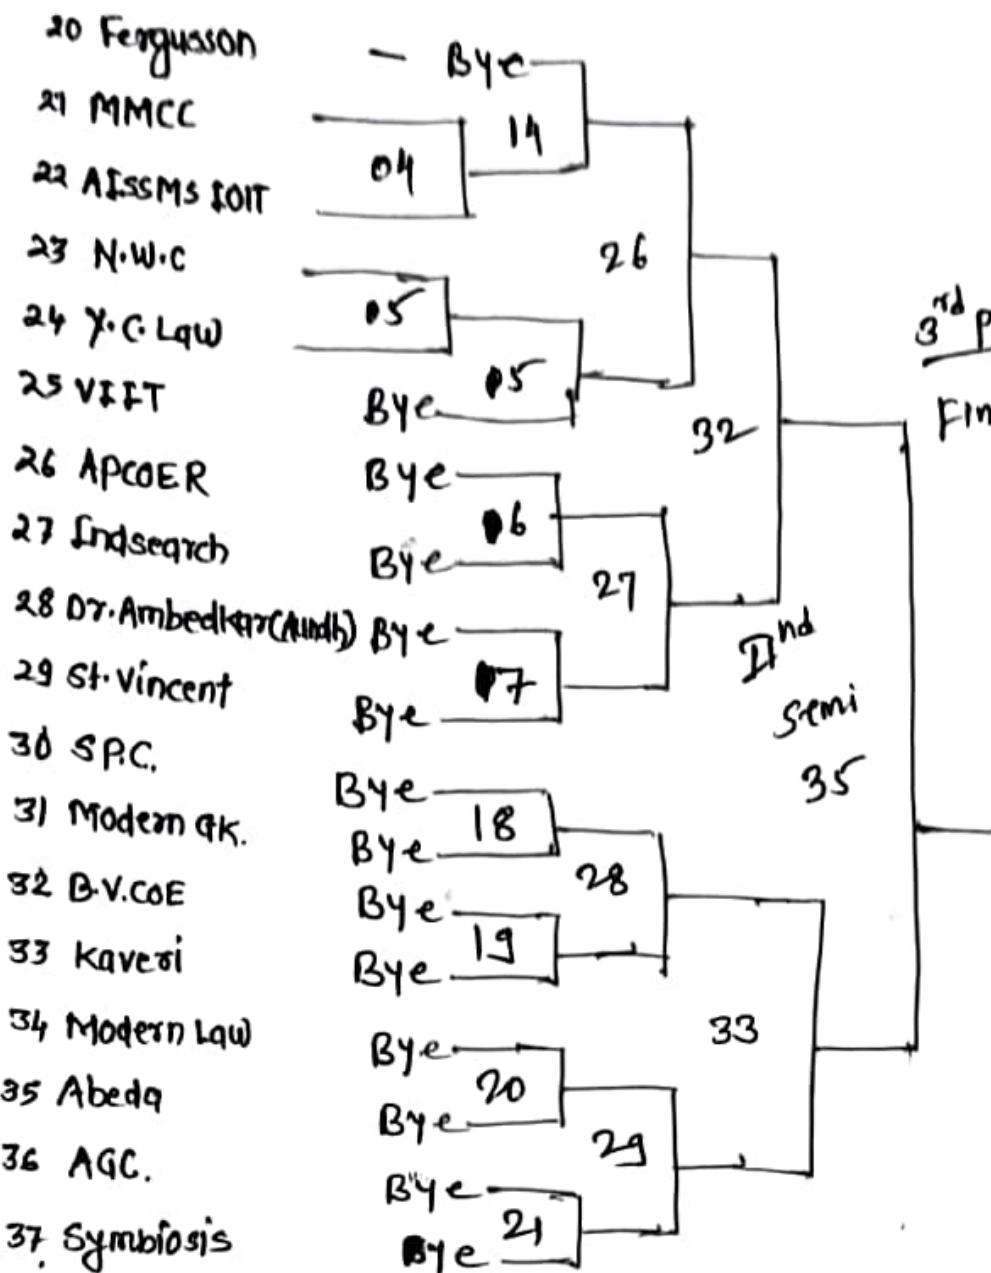 20 Fergusson - Bye
21 MMCC
14
22 AISSMS IOIT
04
23 N.W.C
26
24 Y.C. Law
05
25 VIIT
05
Bye
32
3rd
26 APCOER Bye
06
27 Indsearch Bye
27
28 Dr. Ambedkar (Aundh) Bye
07
29 St. Vincent Bye
IInd
Semi
35
30 S P.C. Bye
18
31 Modern GK. Bye
28
32 B.V.COE Bye
19
33 Kaveri Bye
33
34 Modern Law Bye
20
35 Abeda Bye
29
36 AGC. Bye
21
37 Symbiosis Bye